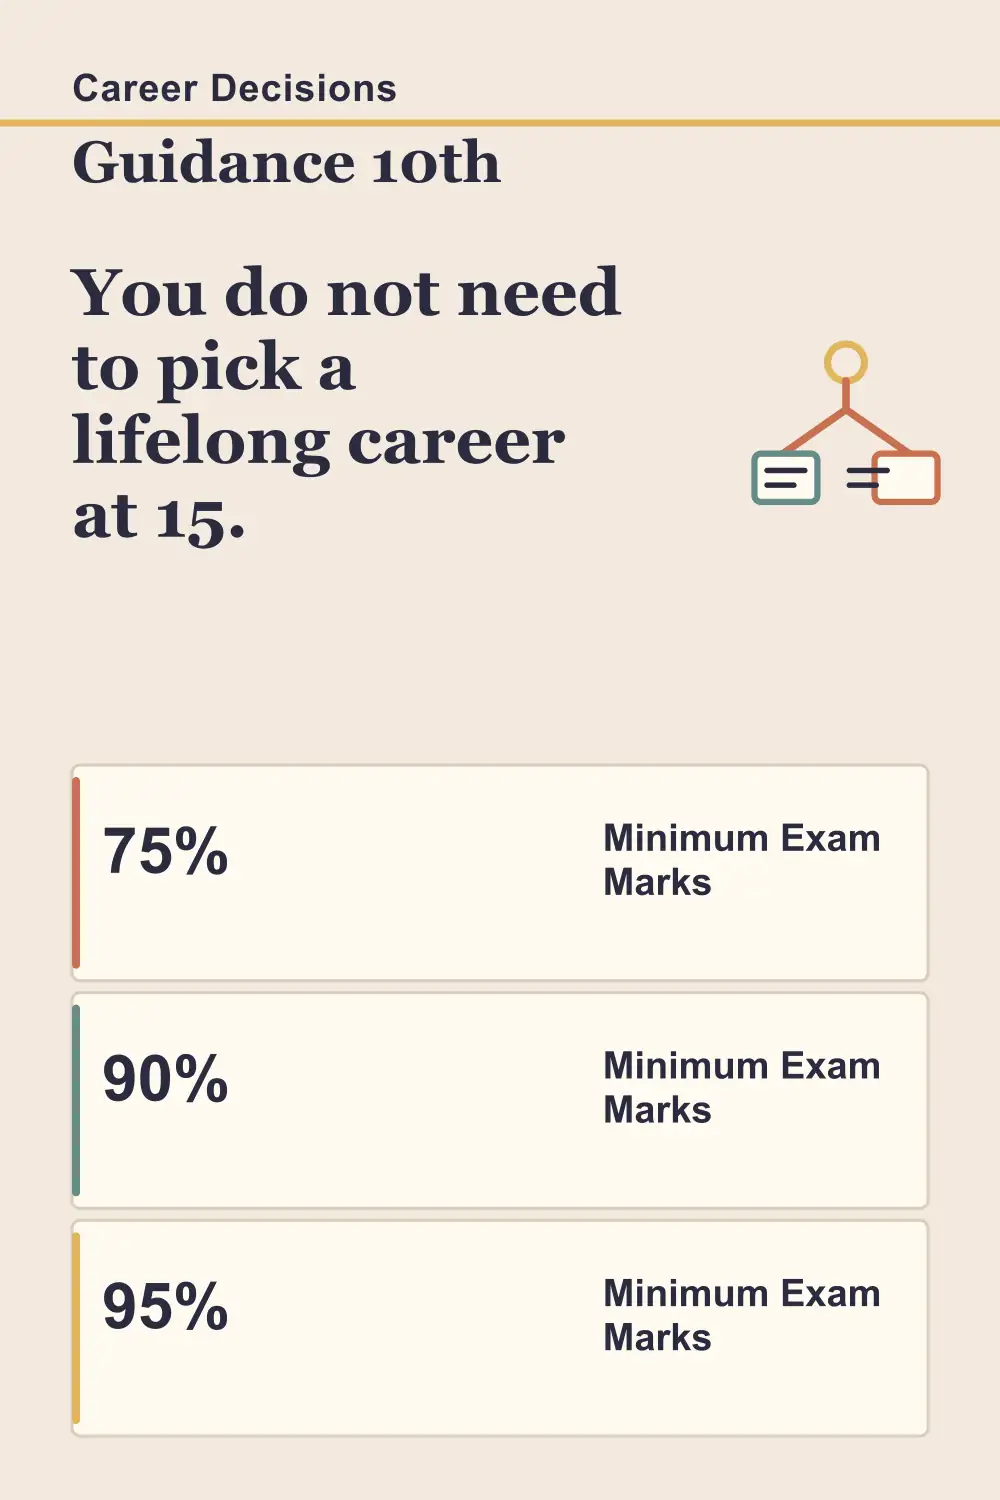 Career Decisions
Guidance 10th
You do not need
to pick a
lifelong career
at 15.
75%
Minimum Exam
Marks
90%
Minimum Exam
Marks
95%
Minimum Exam
Marks